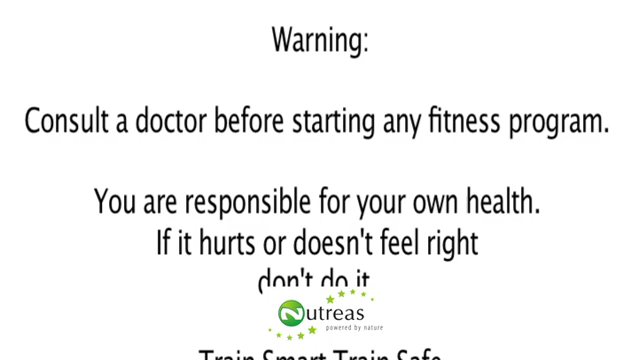 Warning:
Consult a doctor before starting any fitness program.
You are responsible for your own health.
If it hurts or doesn't feel right
don't do it
Nutreas
powered by nature
Train Smart Train Safe